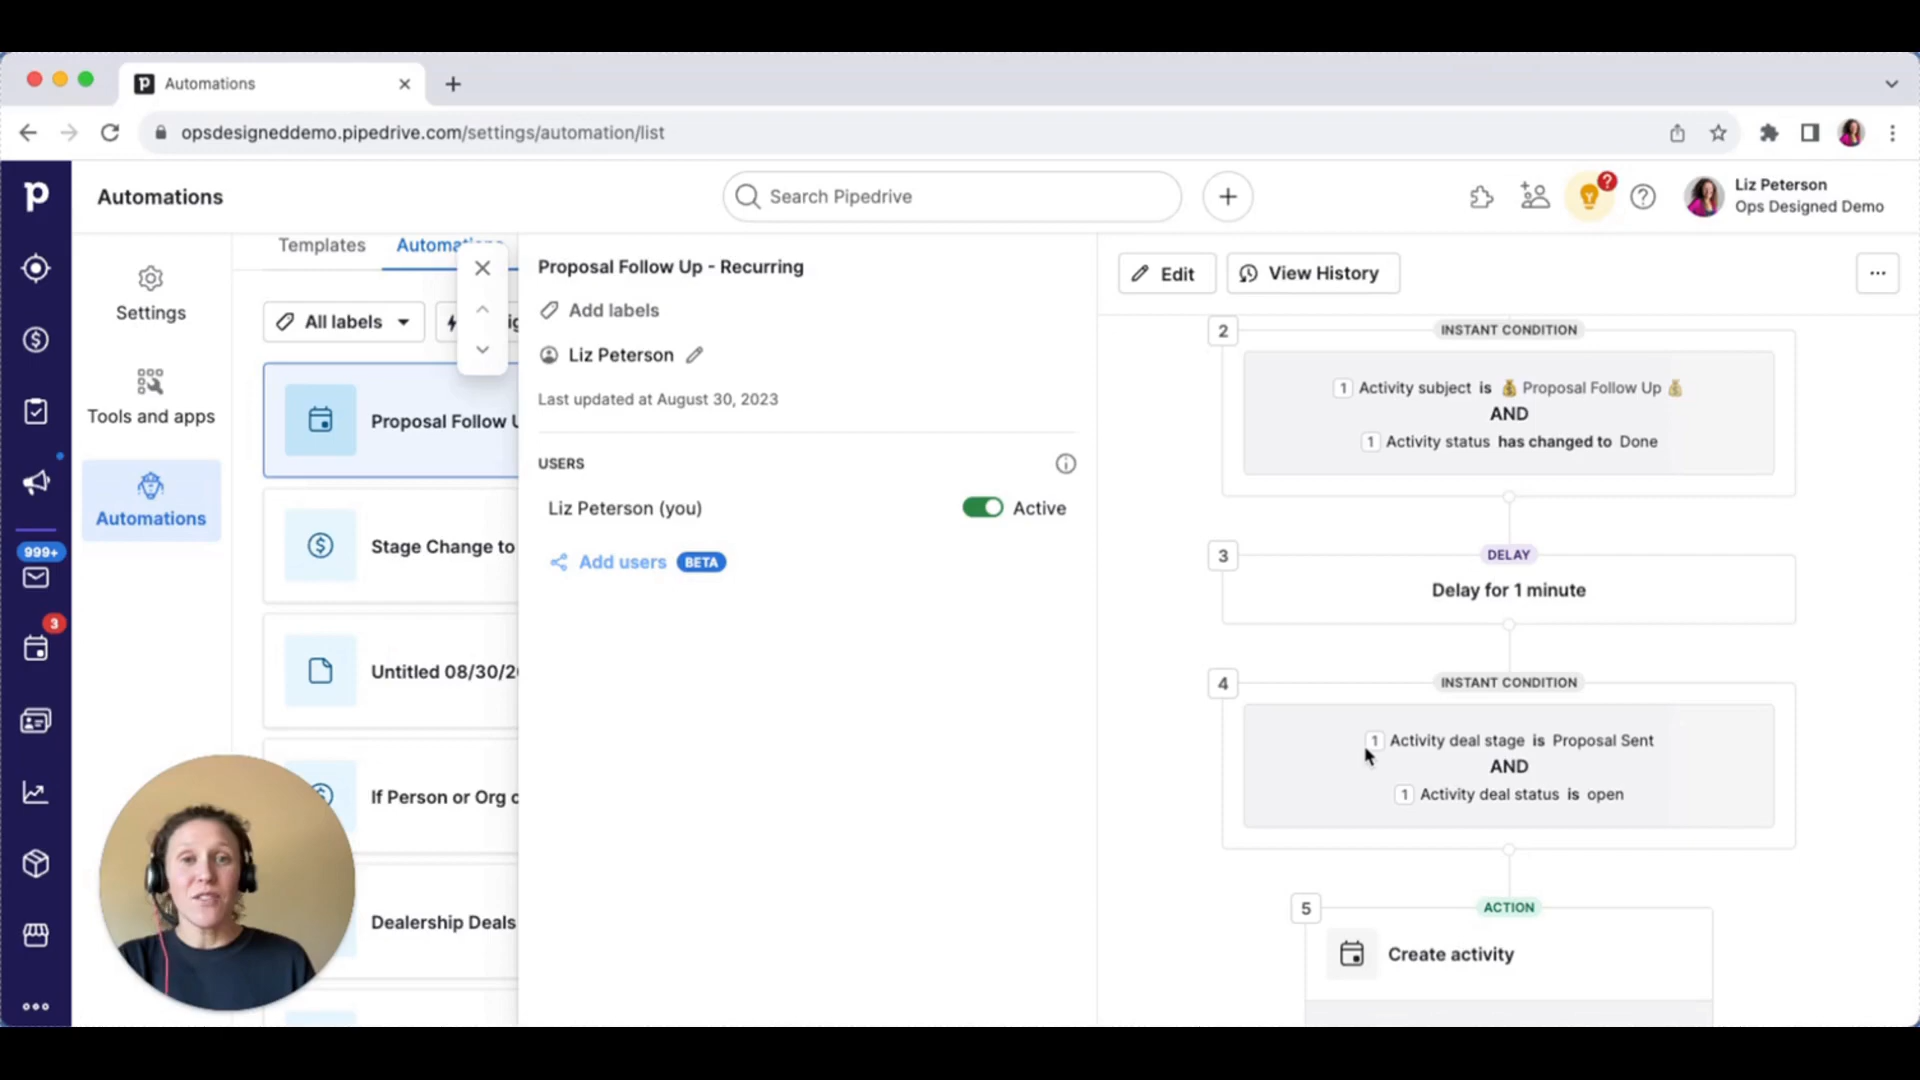 Automations
opsdesigneddemo.pipedrive.com/settings/automation/list
p
Automations
Search Pipedrive
?
Liz Peterson
Ops Designed Demo
Settings
Tools and apps
Automations
999+
3
Templates
Automations
All labels
Proposal Follow U
Stage Change to
Untitled 08/30/2
If Person or Org
Dealership Deals
Proposal Follow Up - Recurring
Add labels
Liz Peterson
Last updated at August 30, 2023
USERS
Liz Peterson (you)
Active
Add users BETA
Edit
View History
2
INSTANT CONDITION
1 Activity subject is 💰 Proposal Follow Up 💰
AND
1 Activity status has changed to Done
3
DELAY
Delay for 1 minute
4
INSTANT CONDITION
1 Activity deal stage is Proposal Sent
AND
1 Activity deal status is open
5
ACTION
Create activity